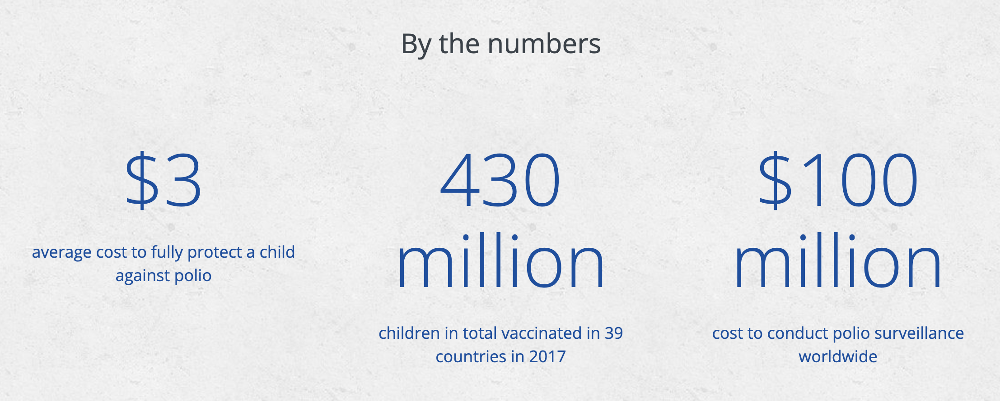 By the numbers
$3
average cost to fully protect a child
against polio
430
million
children in total vaccinated in 39
countries in 2017
$100
million
cost to conduct polio surveillance
worldwide